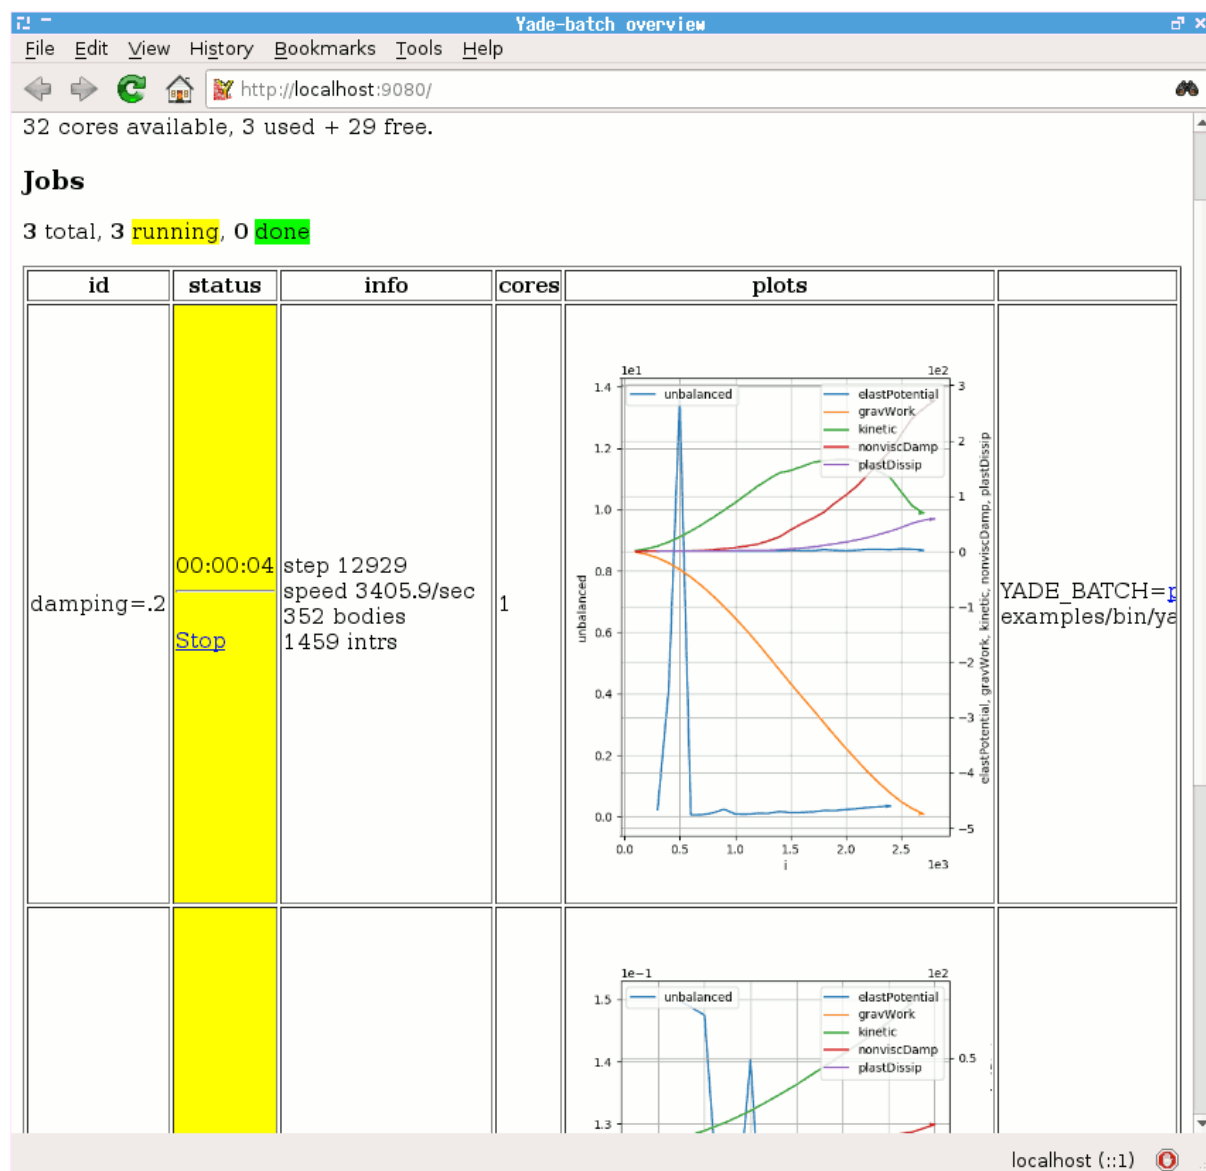 Yade-batch overview
File Edit View History Bookmarks Tools Help
http://localhost:9080/
32 cores available, 3 used + 29 free.
Jobs
3 total, 3 running, 0 done
id status info cores plots
damping=.2
00:00:04
Stop
step 12929
speed 3405.9/sec
352 bodies
1459 intrs
1
1e1 1e2
unbalanced
elastPotential
gravWork
kinetic
nonviscDamp
plastDissip
1.4
1.2
1.0
0.8
0.6
0.4
0.2
0.0
unbalanced
3
2
1
0
−1
−2
−3
−4
−5
elastPotential, gravWork, kinetic, nonviscDamp, plastDissip
0.0 0.5 1.0 1.5 2.0 2.5
1e3
i
YADE_BATCH=p
examples/bin/ya
1e−1 1e2
unbalanced
elastPotential
gravWork
kinetic
nonviscDamp
plastDissip
1.5
1.4
1.3
0.5
localhost (::1)